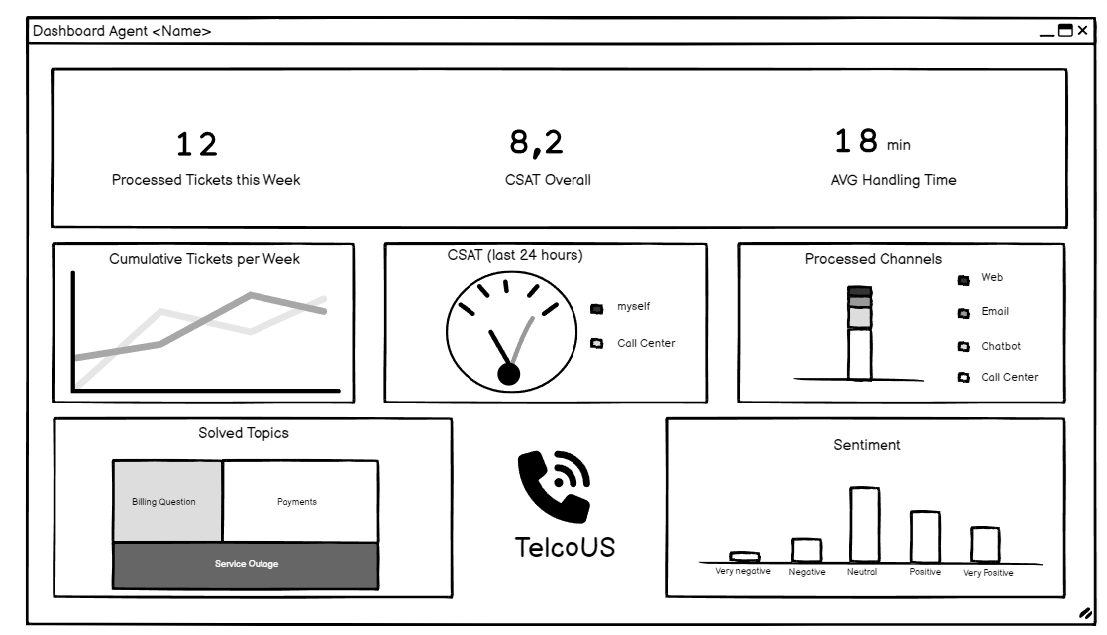 Dashboard Agent <Name>
12
Processed Tickets this Week
8,2
CSAT Overall
18 min
AVG Handling Time
Cumulative Tickets per Week
CSAT (last 24 hours)
myself
Call Center
Processed Channels
Web
Email
Chatbot
Call Center
Solved Topics
Billing Question
Payments
Service Oulage
TelcoUS
Sentiment
Very negative
Negative
Neutral
Positive
Very Positive